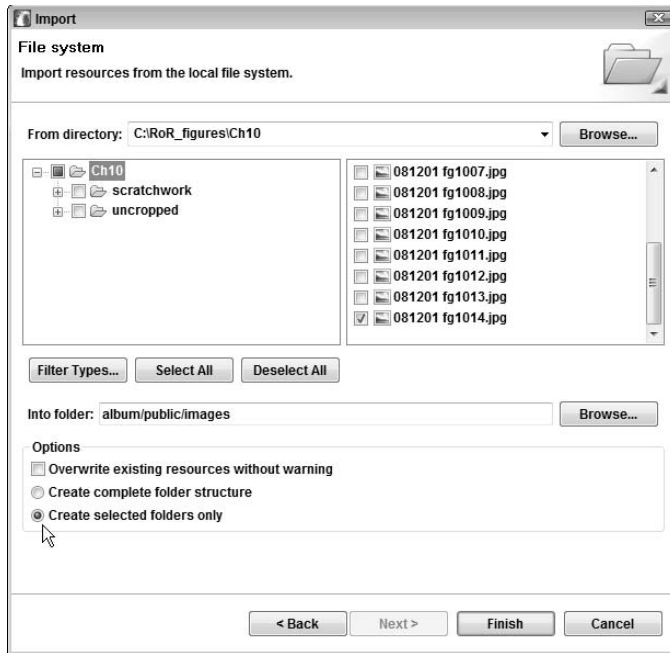 Import
File system
Import resources from the local file system.
From directory: C:\RoR_figures\Ch10 Browse...
Ch10
scratchwork
uncropped
081201 fg1007.jpg
081201 fg1008.jpg
081201 fg1009.jpg
081201 fg1010.jpg
081201 fg1011.jpg
081201 fg1012.jpg
081201 fg1013.jpg
081201 fg1014.jpg
Filter Types... Select All Deselect All
Into folder: album/public/images Browse...
Options
Overwrite existing resources without warning
Create complete folder structure
Create selected folders only
< Back Next > Finish Cancel